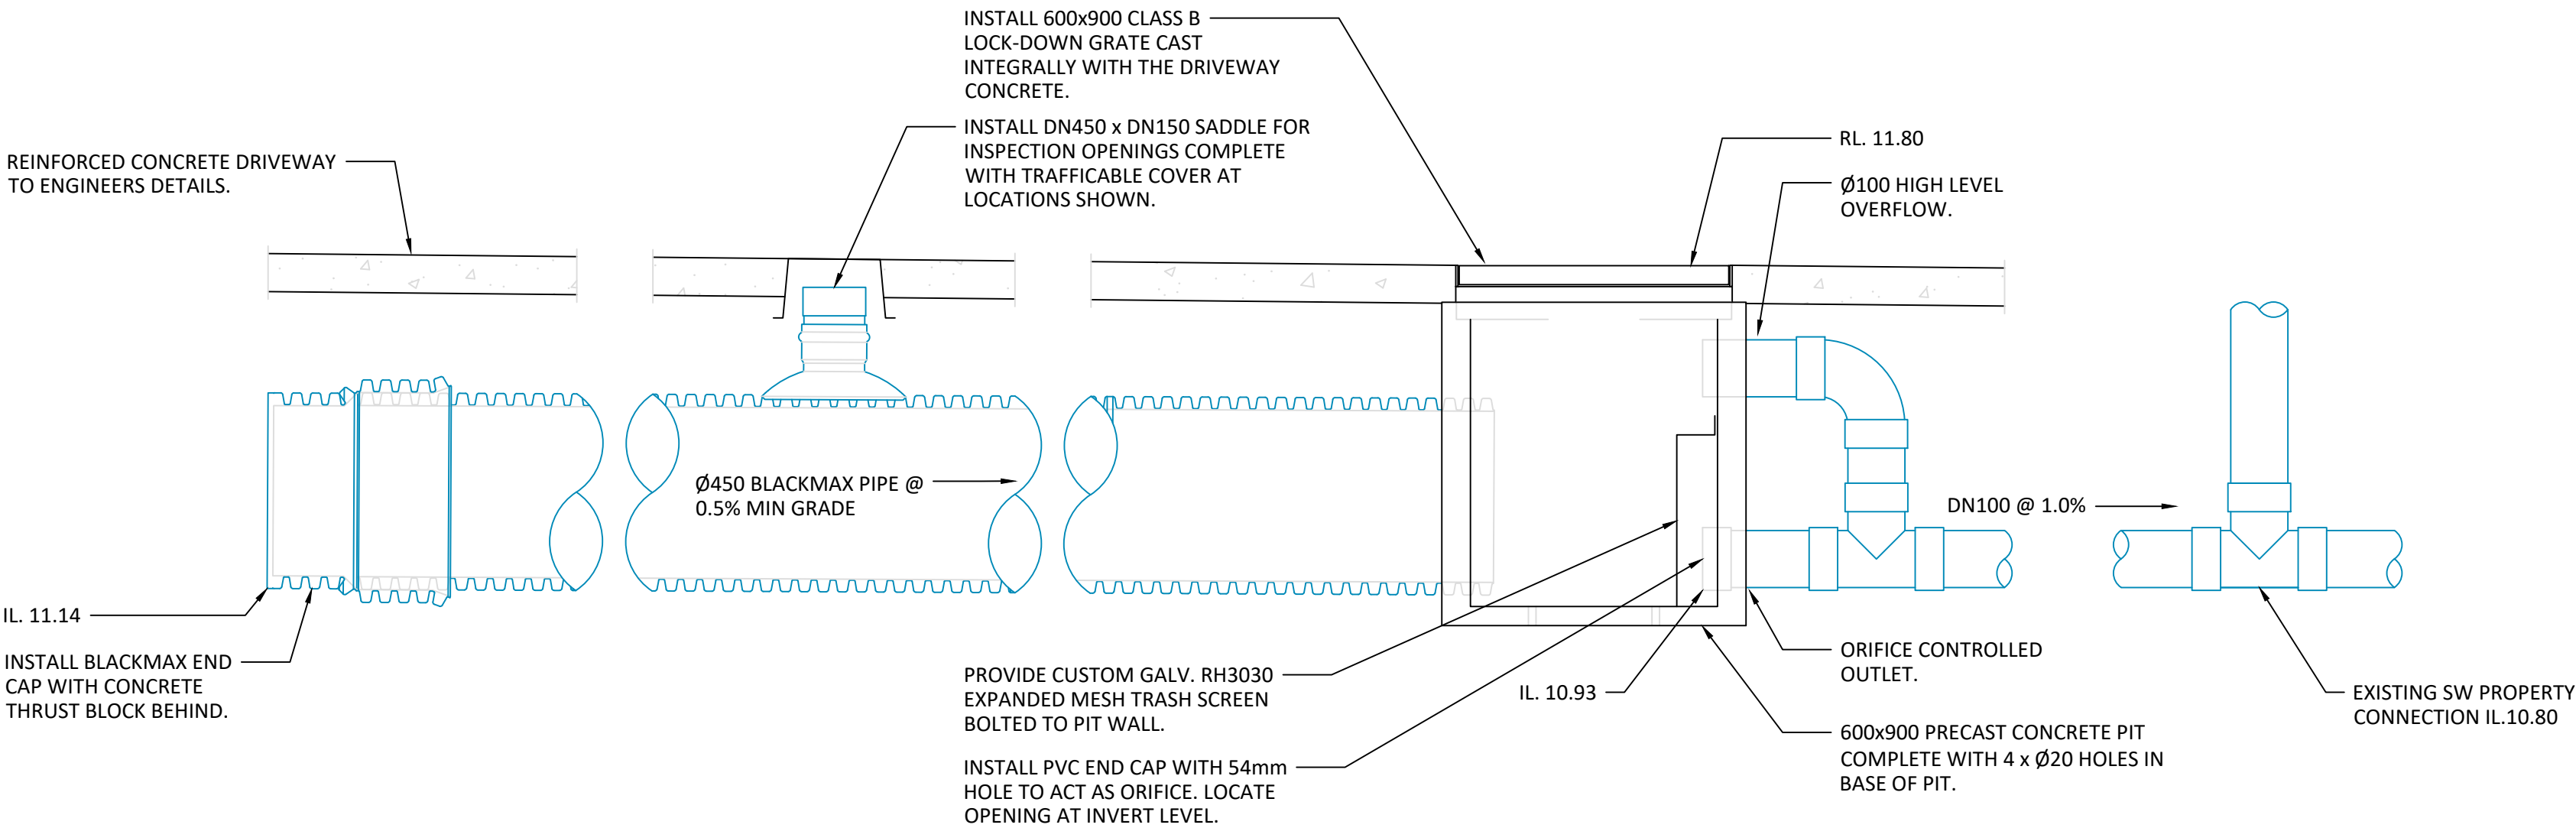 INSTALL 600x900 CLASS B
LOCK-DOWN GRATE CAST
INTEGRALLY WITH THE DRIVEWAY
CONCRETE.
INSTALL DN450 x DN150 SADDLE FOR
INSPECTION OPENINGS COMPLETE
WITH TRAFFICABLE COVER AT
LOCATIONS SHOWN.
REINFORCED CONCRETE DRIVEWAY
TO ENGINEERS DETAILS.
RL. 11.80
Ø100 HIGH LEVEL
OVERFLOW.
Ø450 BLACKMAX PIPE @
0.5% MIN GRADE
DN100 @ 1.0%
IL. 11.14
INSTALL BLACKMAX END
CAP WITH CONCRETE
THRUST BLOCK BEHIND.
PROVIDE CUSTOM GALV. RH3030
EXPANDED MESH TRASH SCREEN
BOLTED TO PIT WALL.
INSTALL PVC END CAP WITH 54mm
HOLE TO ACT AS ORIFICE. LOCATE
OPENING AT INVERT LEVEL.
IL. 10.93
ORIFICE CONTROLLED
OUTLET.
600x900 PRECAST CONCRETE PIT
COMPLETE WITH 4 x Ø20 HOLES IN
BASE OF PIT.
EXISTING SW PROPERTY
CONNECTION IL.10.80